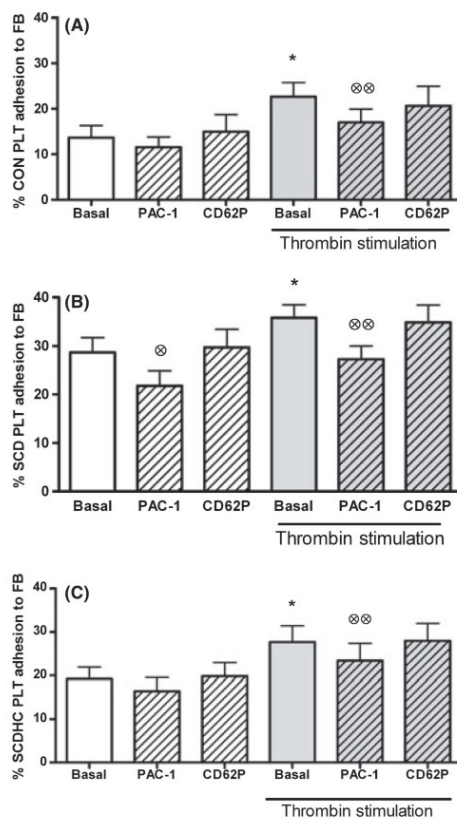 (A)
% CON PLT adhesion to FB
40
30
20
10
0
* ⊗⊗
Basal PAC-1 CD62P Basal PAC-1 CD62P
Thrombin stimulation
(B)
% SCD PLT adhesion to FB
40
30
20
10
0
⊗ * ⊗⊗
Basal PAC-1 CD62P Basal PAC-1 CD62P
Thrombin stimulation
(C)
% SCDHC PLT adhesion to FB
40
30
20
10
0
* ⊗⊗
Basal PAC-1 CD62P Basal PAC-1 CD62P
Thrombin stimulation